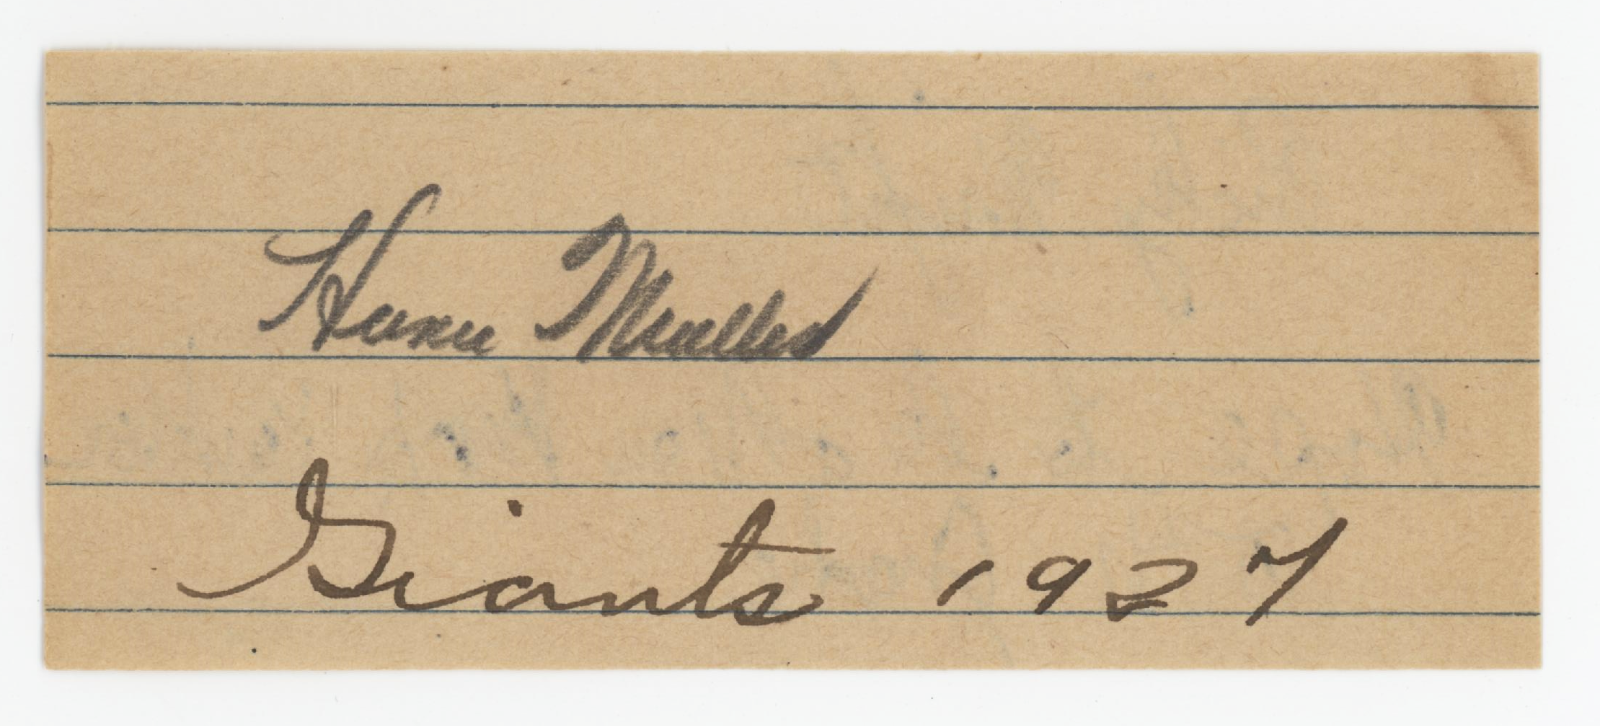 Heinie Mueller
Giants 1927